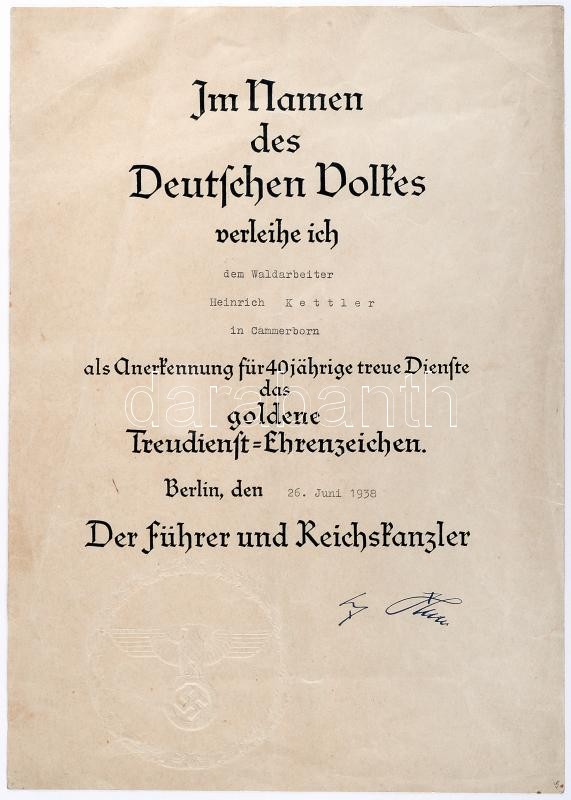 Im Namen
des
Deutschen Volkes
verleihe ich
dem Waldarbeiter
Heinrich Kettler
in Cammerborn
als Anerkennung für 40jährige treue Dienste
das
darabanth
goldene
Treudienst=Ehrenzeichen.
Berlin, den 26. Juni 1938
Der Führer und Reichskanzler